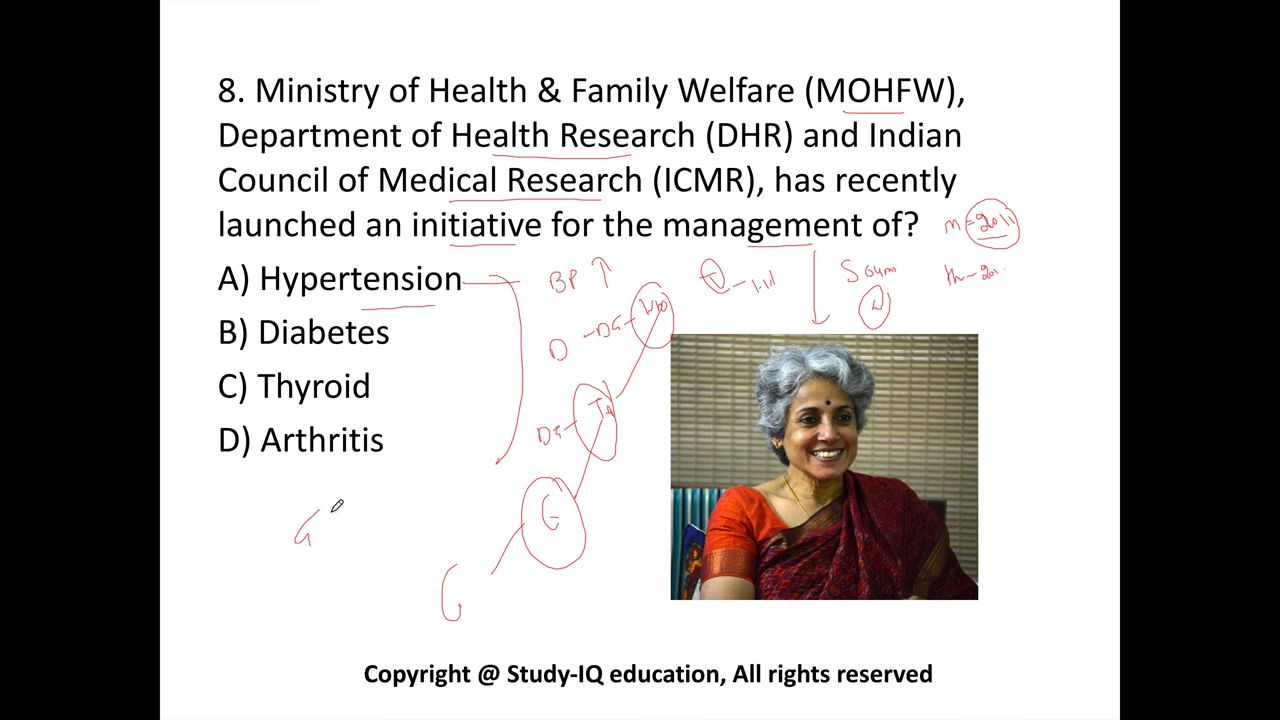 8. Ministry of Health & Family Welfare (MOHFW),
Department of Health Research (DHR) and Indian
Council of Medical Research (ICMR), has recently
launched an initiative for the management of?
A) Hypertension
BP
B) Diabetes
D
C) Thyroid
D) Arthritis
Copyright @ Study-IQ education, All rights reserved